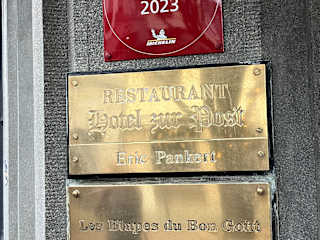 2023
MICHELIN
RESTAURANT
Hotel zur Post
Eric Pankert
Les Etapes du Bon Goût